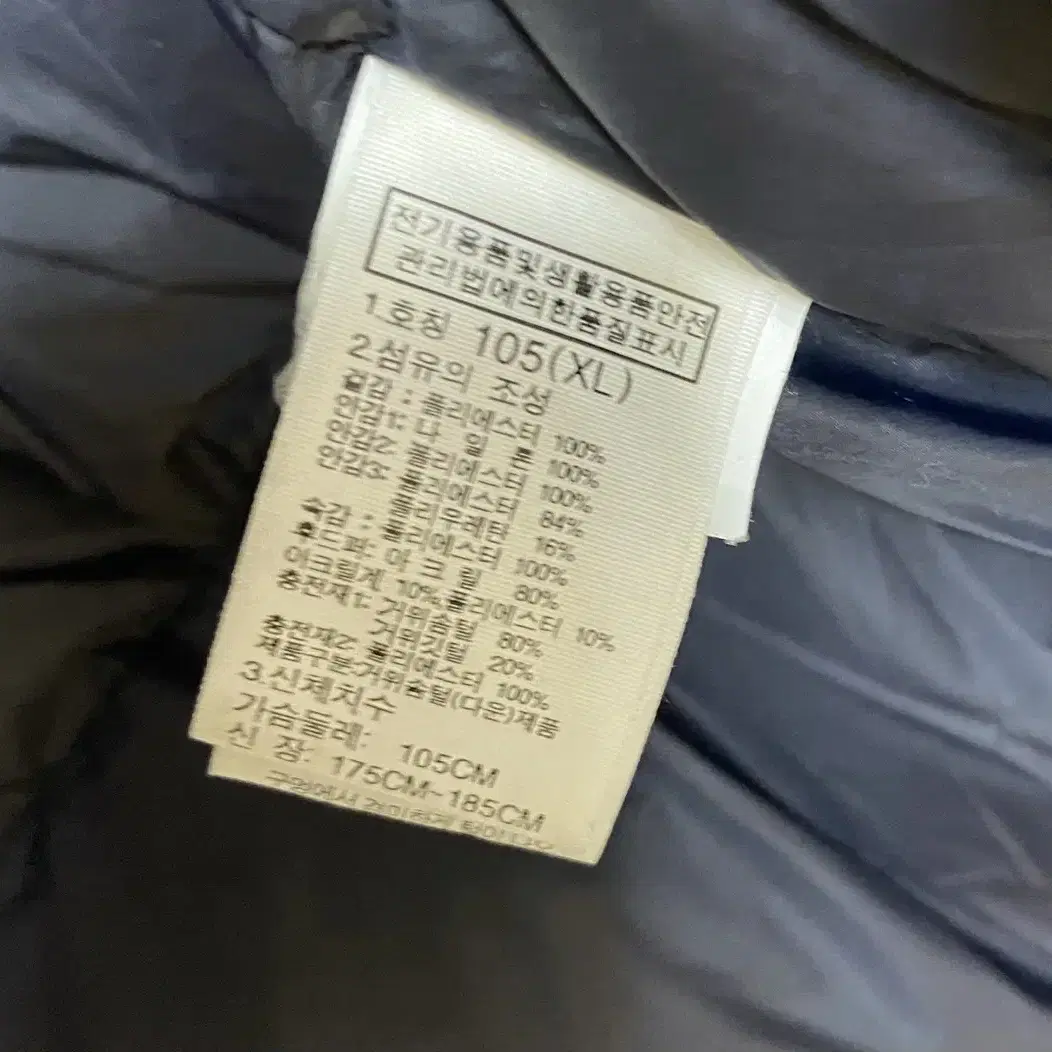 전기용품및생활용품안전
관리법에의한품질표시
1.호칭 105(XL)
2.섬유의 조성
겉감 : 폴리에스터 100%
안감1: 나 일 론 100%
안감2: 폴리에스터 100%
안감3: 폴리에스터 84%
폴리우레탄 16%
속감 : 폴리에스터 100%
후드퍼: 아 크 릴 80%
아크릴계 10%,폴리에스터 10%
충전재1: 거위솜털 80%
거위깃털 20%
충전재2: 폴리에스터 100%
제품구분:거위솜털(다운)제품
3.신체치수
가슴둘레: 105CM
신 장: 175CM~185CM